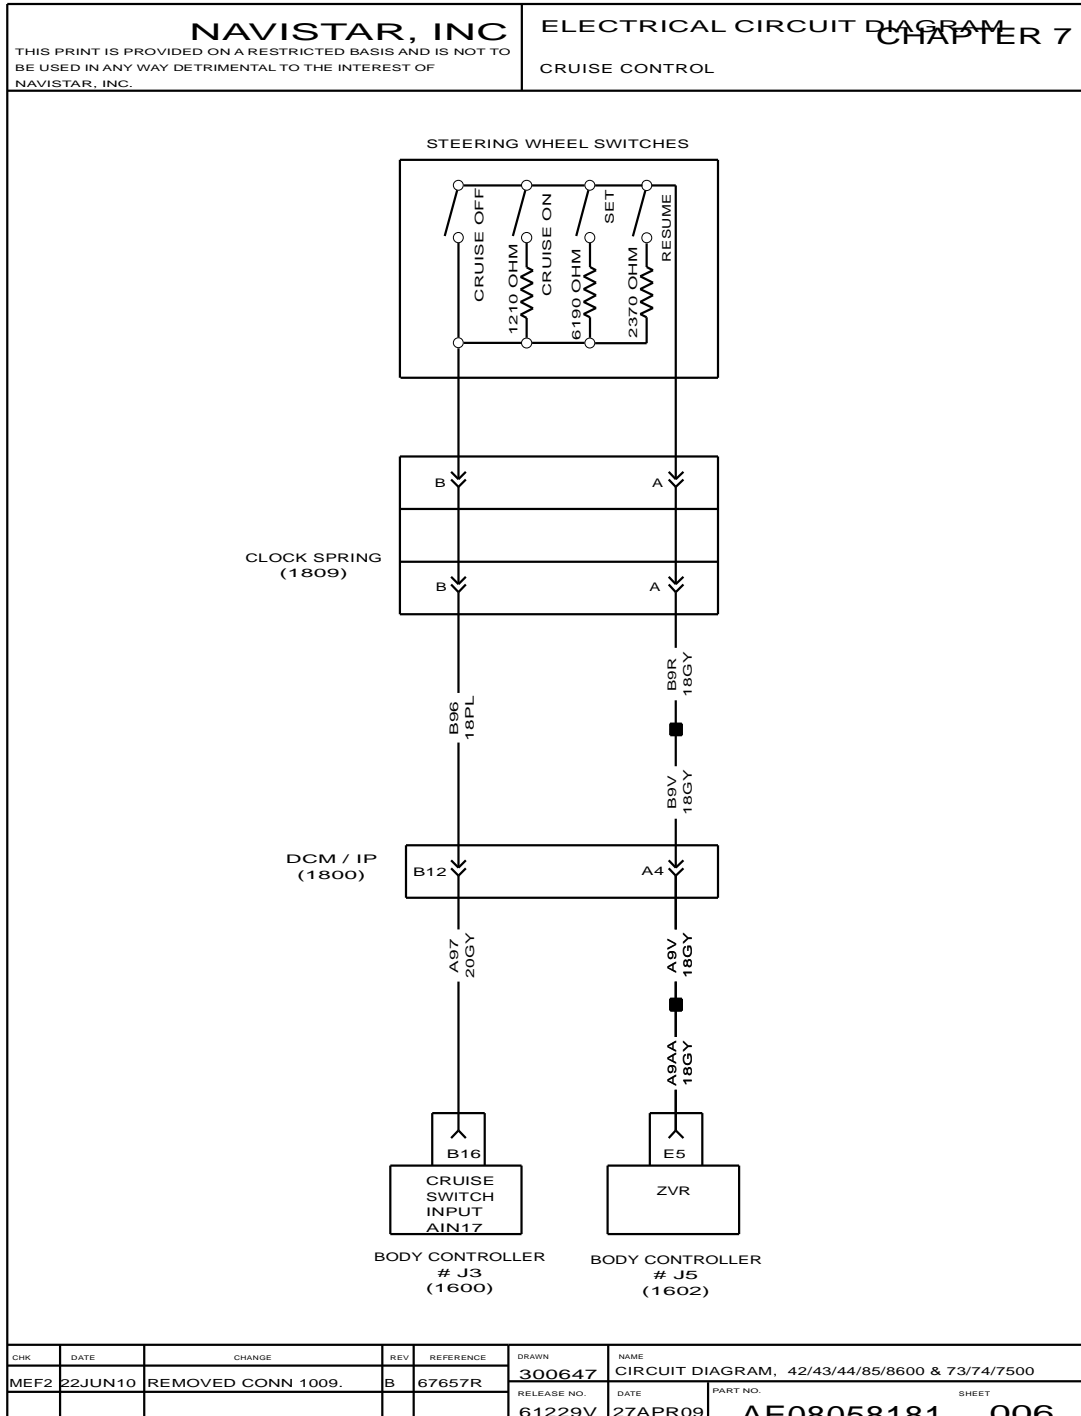 NAVISTAR, INC
THIS PRINT IS PROVIDED ON A RESTRICTED BASIS AND IS NOT TO
BE USED IN ANY WAY DETRIMENTAL TO THE INTEREST OF
NAVISTAR, INC.
ELECTRICAL CIRCUIT DIAGRAM
CHAPTER 7
CRUISE CONTROL
STEERING WHEEL SWITCHES
CRUISE OFF
1210 OHM
CRUISE ON
6190 OHM
SET
2370 OHM
RESUME
B
A
CLOCK SPRING
(1809)
B
A
B96
18PL
B9R
18GY
B9V
18GY
DCM / IP
(1800)
B12
A4
A97
20GY
A9V
18GY
A9AA
18GY
B16
E5
CRUISE
SWITCH
INPUT
AIN17
ZVR
BODY CONTROLLER
# J3
(1600)
BODY CONTROLLER
# J5
(1602)
CHK DATE CHANGE REV REFERENCE
MEF2 22JUN10 REMOVED CONN 1009. B 67657R
DRAWN
300647
NAME
CIRCUIT DIAGRAM, 42/43/44/85/8600 & 73/74/7500
RELEASE NO.
61229V
DATE
27APR09
PART NO.
AE08058181
SHEET
006